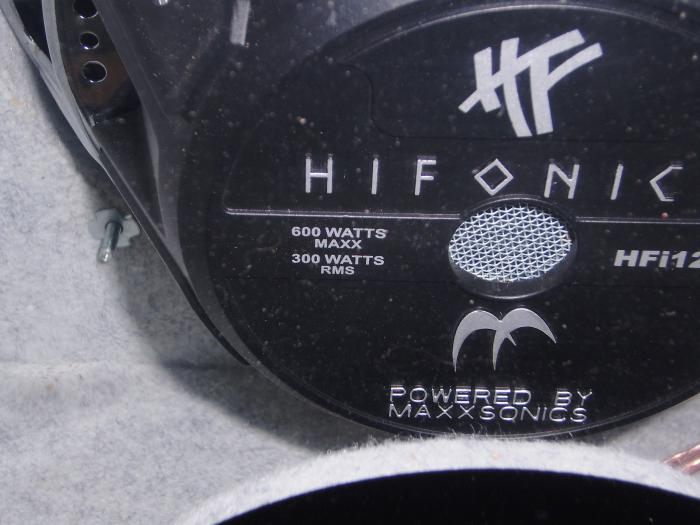 HF
HIFONIC
600 WATTS
MAXX
300 WATTS
RMS
HFi12
POWERED BY
MAXXSONICS